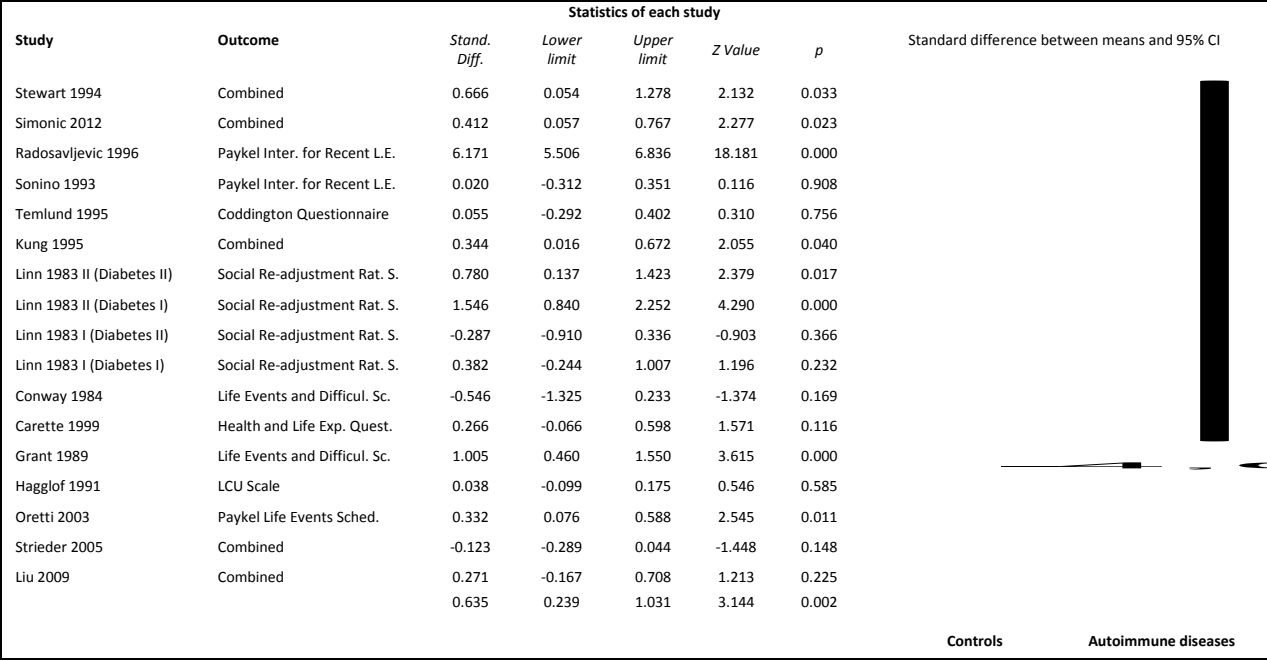 Statistics of each study
Study Outcome Stand. Diff. Lower limit Upper limit Z Value p Standard difference between means and 95% CI
Stewart 1994 Combined 0.666 0.054 1.278 2.132 0.033
Simonic 2012 Combined 0.412 0.057 0.767 2.277 0.023
Radosavljevic 1996 Paykel Inter. for Recent L.E. 6.171 5.506 6.836 18.181 0.000
Sonino 1993 Paykel Inter. for Recent L.E. 0.020 -0.312 0.351 0.116 0.908
Temlund 1995 Coddington Questionnaire 0.055 -0.292 0.402 0.310 0.756
Kung 1995 Combined 0.344 0.016 0.672 2.055 0.040
Linn 1983 II (Diabetes II) Social Re-adjustment Rat. S. 0.780 0.137 1.423 2.379 0.017
Linn 1983 II (Diabetes I) Social Re-adjustment Rat. S. 1.546 0.840 2.252 4.290 0.000
Linn 1983 I (Diabetes II) Social Re-adjustment Rat. S. -0.287 -0.910 0.336 -0.903 0.366
Linn 1983 I (Diabetes I) Social Re-adjustment Rat. S. 0.382 -0.244 1.007 1.196 0.232
Conway 1984 Life Events and Difficul. Sc. -0.546 -1.325 0.233 -1.374 0.169
Carette 1999 Health and Life Exp. Quest. 0.266 -0.066 0.598 1.571 0.116
Grant 1989 Life Events and Difficul. Sc. 1.005 0.460 1.550 3.615 0.000
Hagglof 1991 LCU Scale 0.038 -0.099 0.175 0.546 0.585
Oretti 2003 Paykel Life Events Sched. 0.332 0.076 0.588 2.545 0.011
Strieder 2005 Combined -0.123 -0.289 0.044 -1.448 0.148
Liu 2009 Combined 0.271 -0.167 0.708 1.213 0.225
0.635 0.239 1.031 3.144 0.002
Controls Autoimmune diseases